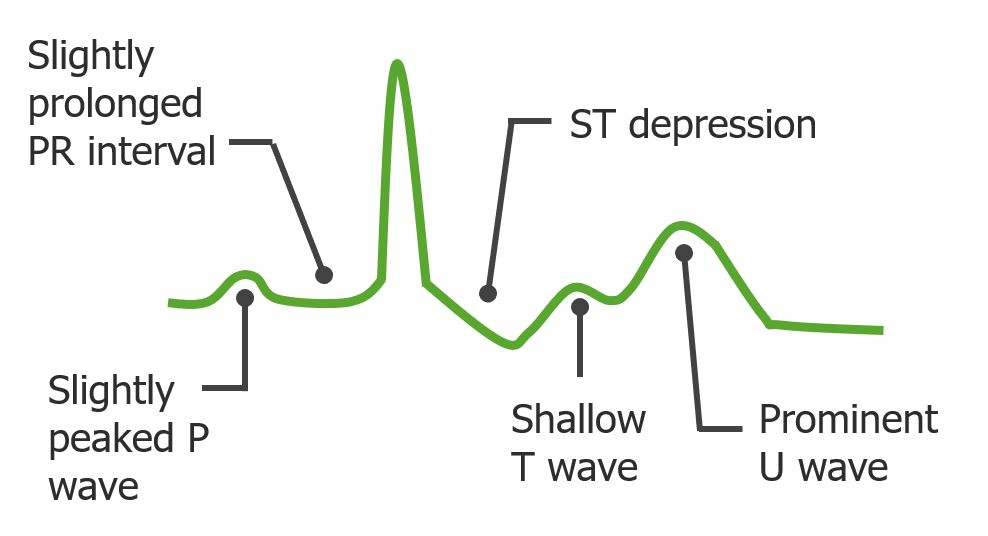 Slightly
prolonged
PR interval
ST depression
Slightly
peaked P
wave
Shallow
T wave
Prominent
U wave